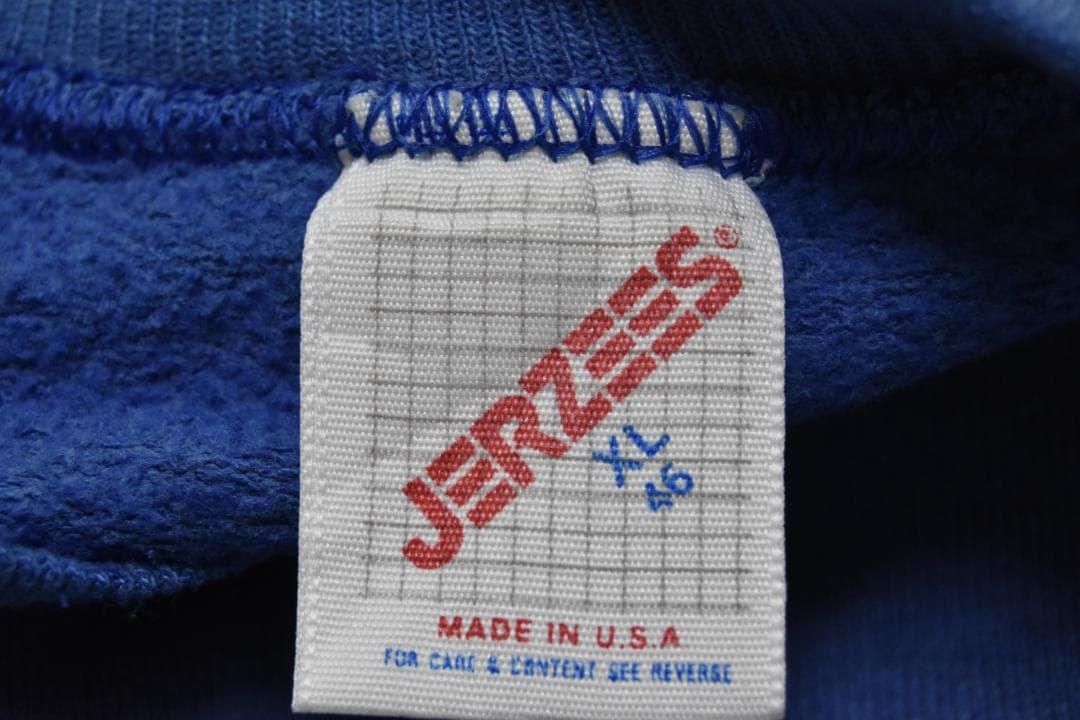 JERZEES®
XL
46
MADE IN U.S.A
FOR CARE & CONTENT SEE REVERSE